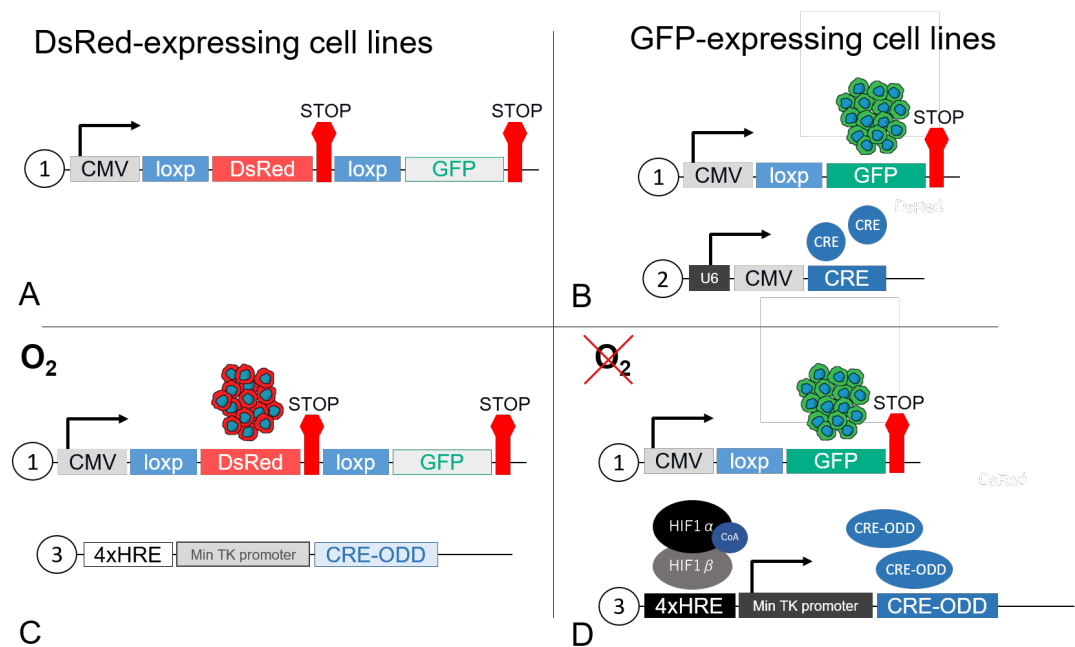 DsRed-expressing cell lines
STOP STOP
1 CMV loxp DsRed loxp GFP
A
GFP-expressing cell lines
STOP
1 CMV loxp GFP
DsRed
CRE CRE
2 U6 CMV CRE
B
O2
STOP STOP
1 CMV loxp DsRed loxp GFP
3 4xHRE Min TK promoter CRE-ODD
C
O2
STOP
1 CMV loxp GFP
DsRed
HIF1 α CoA CRE-ODD
HIF1 β CRE-ODD
3 4xHRE Min TK promoter CRE-ODD
D